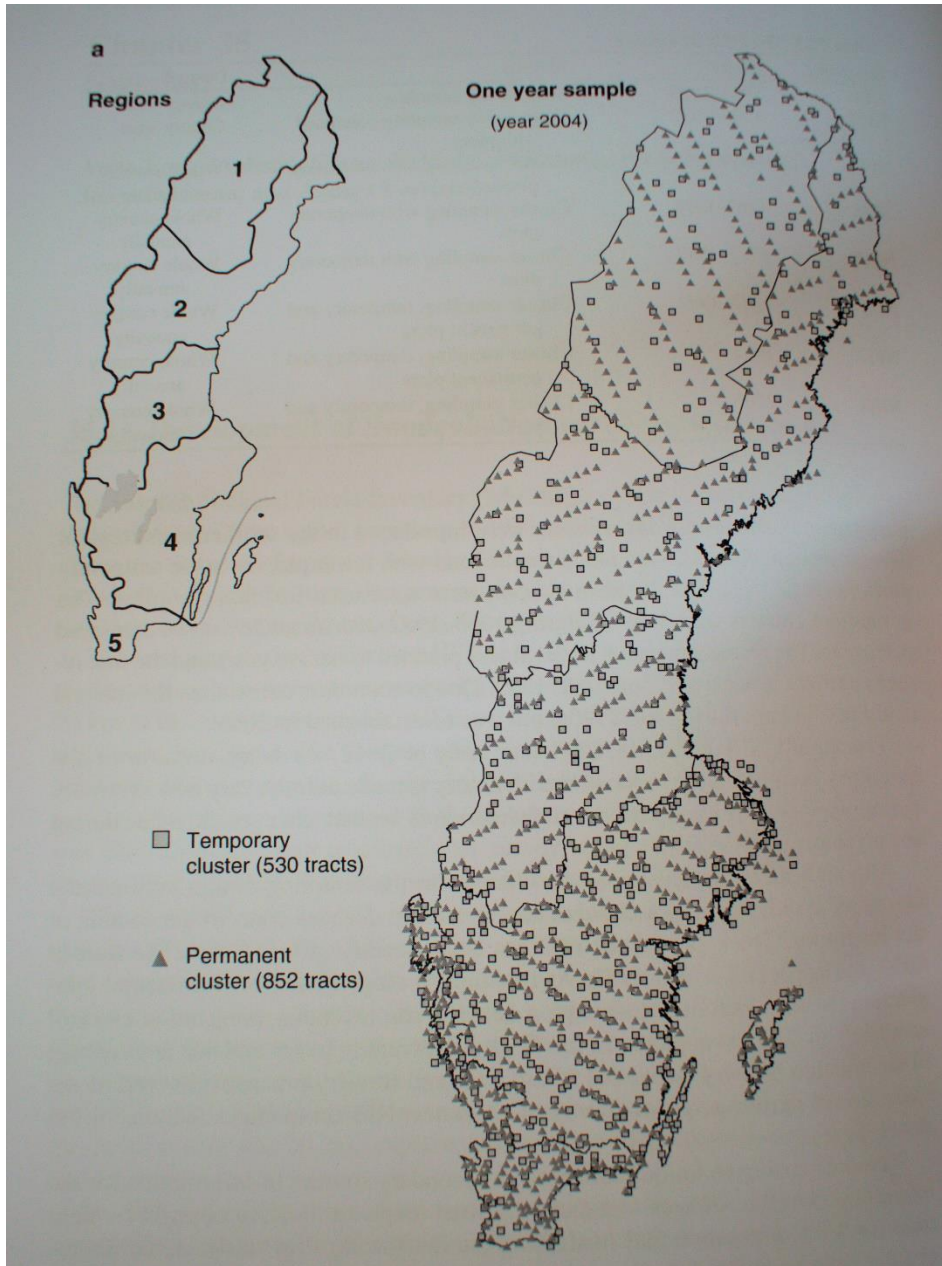 a
Regions
One year sample
(year 2004)
1
2
3
4
5
Temporary
cluster (530 tracts)
Permanent
cluster (852 tracts)